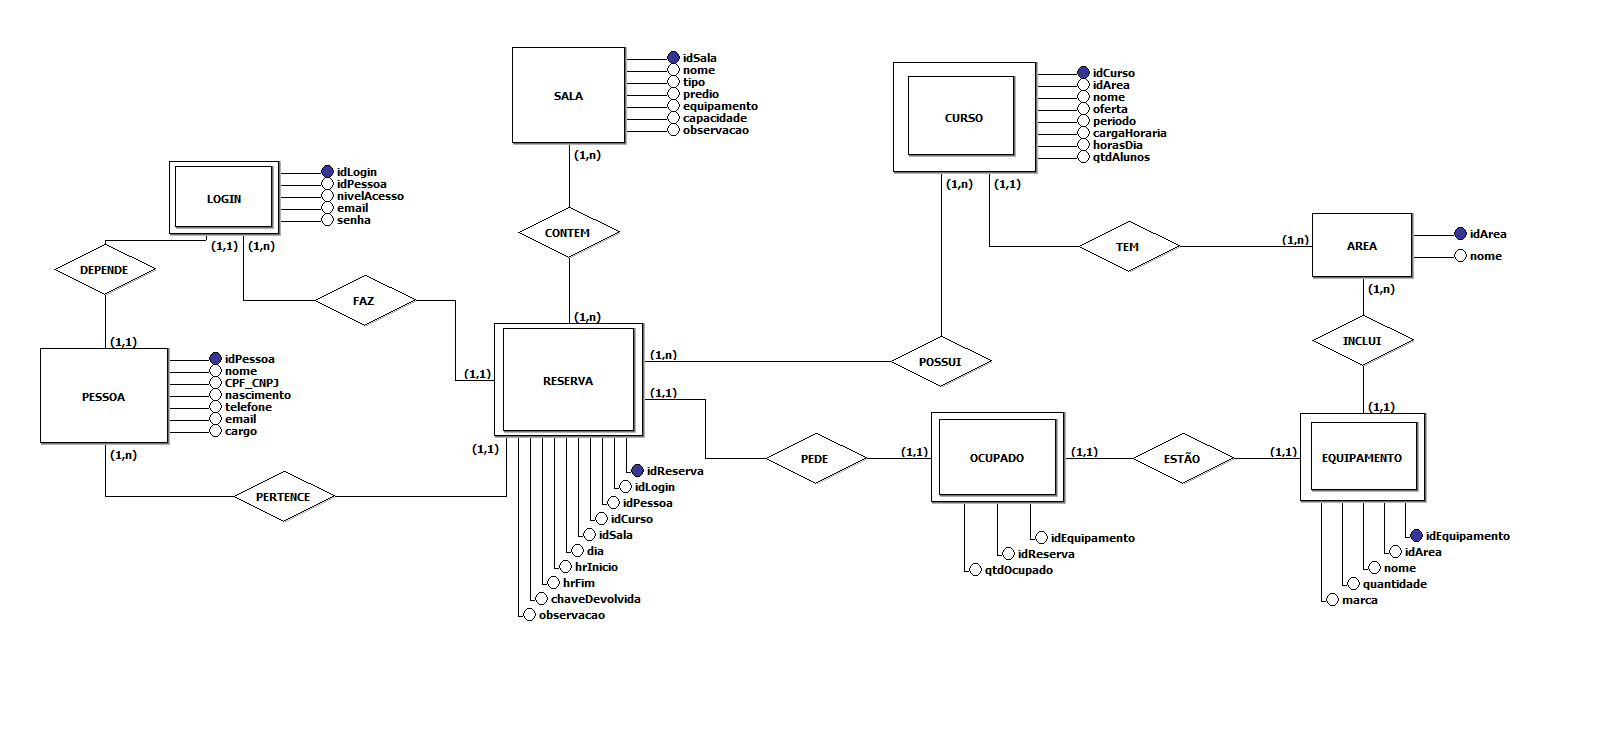 SALA
idSala
nome
tipo
predio
equipamento
capacidade
observacao
(1,n)
CURSO
idCurso
idArea
nome
oferta
periodo
cargaHoraria
horasDia
qtdAlunos
(1,n)
(1,1)
LOGIN
idLogin
idPessoa
nivelAcesso
email
senha
(1,1)
(1,n)
CONTEM
TEM
(1,n)
AREA
idArea
nome
(1,n)
DEPENDE
FAZ
(1,n)
(1,1)
INCLUI
PESSOA
idPessoa
nome
CPF_CNPJ
nascimento
telefone
email
cargo
(1,n)
(1,1)
RESERVA
(1,n)
POSSUI
(1,1)
(1,1)
(1,1)
PEDE
(1,1)
OCUPADO
(1,1)
ESTÃO
(1,1)
EQUIPAMENTO
PERTENCE
idReserva
idLogin
idPessoa
idCurso
idSala
dia
hrInicio
hrFim
chaveDevolvida
observacao
idEquipamento
idReserva
qtdOcupado
idEquipamento
idArea
nome
quantidade
marca